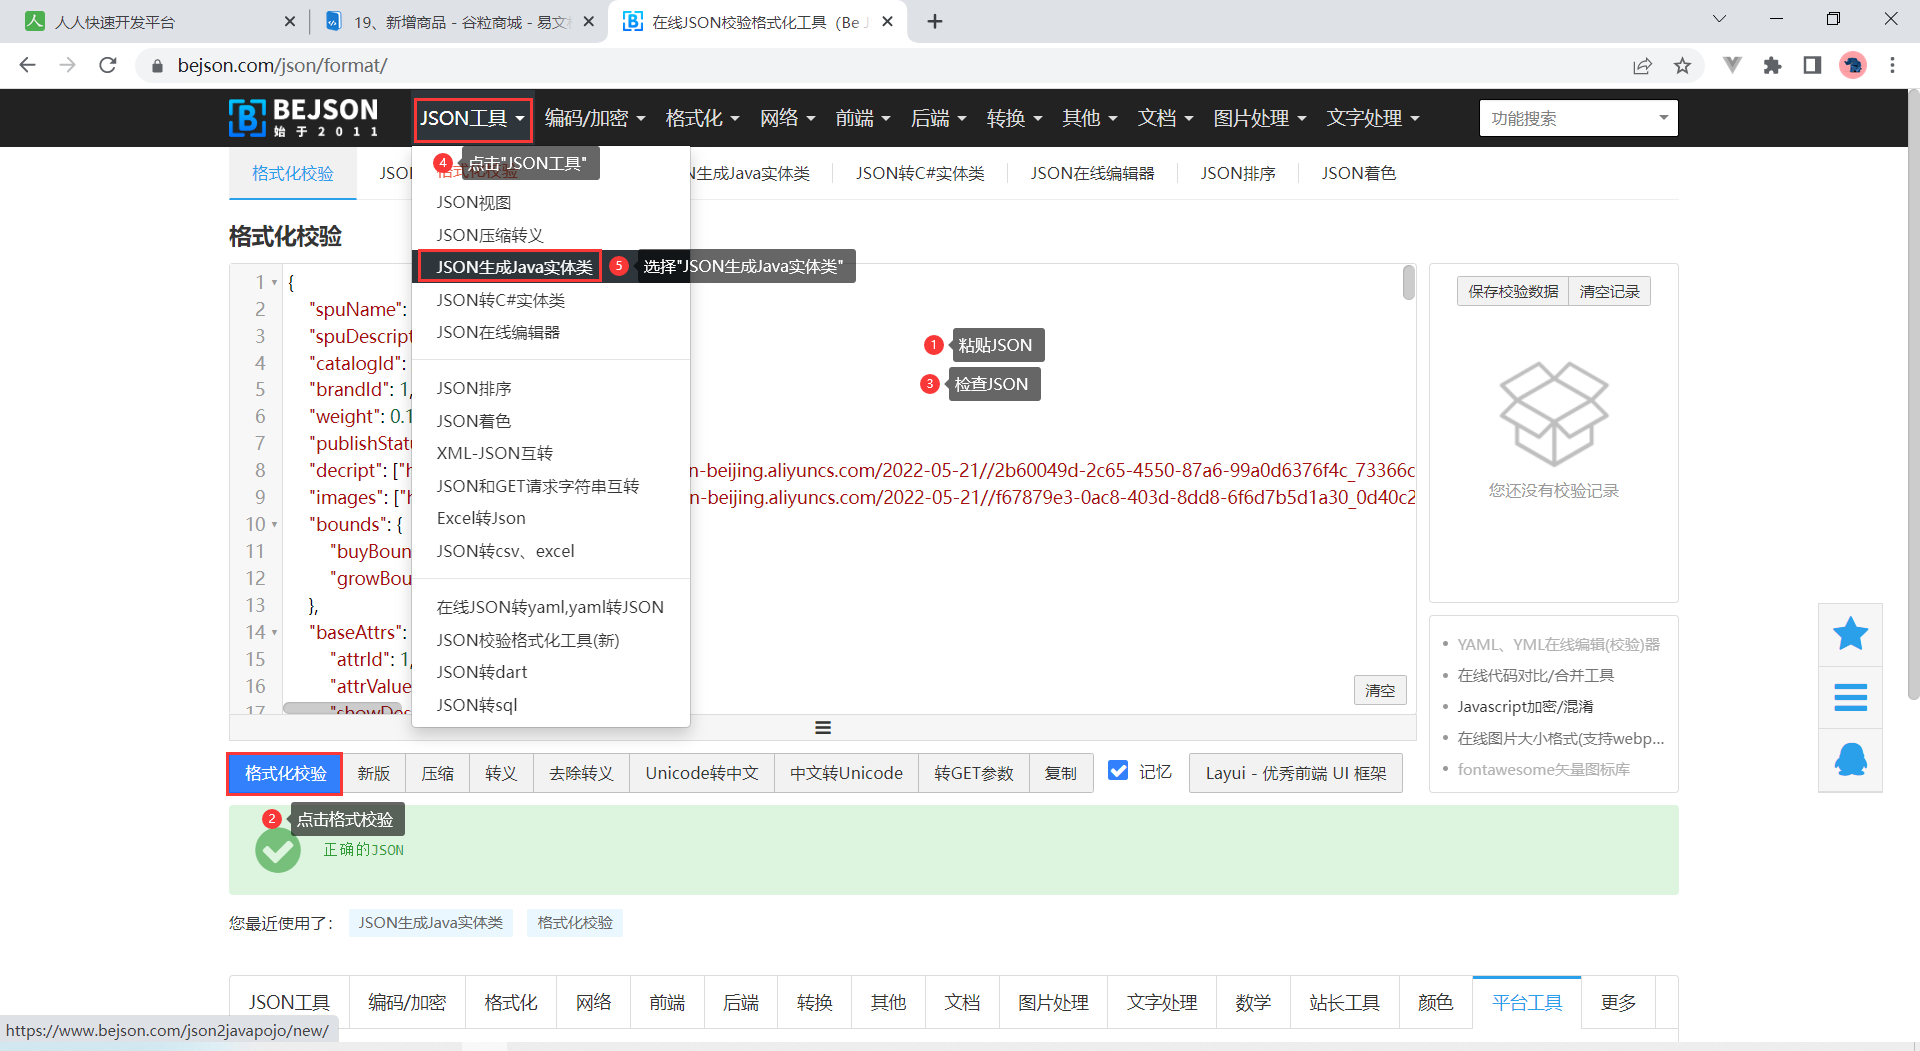 人人快速开发平台
19、新增商品 - 谷粒商城 - 易文
在线JSON校验格式化工具（Be J
bejson.com/json/format/
BEJSON
始于2011
JSON工具
编码/加密
格式化
网络
前端
后端
转换
其他
文档
图片处理
文字处理
功能搜索
格式化校验
JSON
生成Java实体类
JSON转C#实体类
JSON在线编辑器
JSON排序
JSON着色
4
点击"JSON工具"
格式化校验
JSON视图
JSON压缩转义
JSON生成Java实体类
5
选择"JSON生成Java实体类"
JSON转C#实体类
JSON在线编辑器
JSON排序
JSON着色
XML-JSON互转
JSON和GET请求字符串互转
Excel转Json
JSON转csv、excel
在线JSON转yaml,yaml转JSON
JSON校验格式化工具(新)
JSON转dart
JSON转sql
格式化校验
1 {
2 "spuName":
3 "spuDescript
4 "catalogId":
5 "brandId": 1,
6 "weight": 0.1
7 "publishStatu
8 "decript": ["h n-beijing.aliyuncs.com/2022-05-21//2b60049d-2c65-4550-87a6-99a0d6376f4c_73366c
9 "images": ["h n-beijing.aliyuncs.com/2022-05-21//f67879e3-0ac8-403d-8dd8-6f6d7b5d1a30_0d40c2
10 "bounds": {
11 "buyBoun
12 "growBou
13 },
14 "baseAttrs":
15 "attrId": 1,
16 "attrValue
17 "showDes
1
粘贴JSON
3
检查JSON
清空
保存校验数据
清空记录
您还没有校验记录
YAML、YML在线编辑(校验)器
在线代码对比/合并工具
Javascript加密/混淆
在线图片大小格式(支持webp...
fontawesome矢量图标库
格式化校验
新版
压缩
转义
去除转义
Unicode转中文
中文转Unicode
转GET参数
复制
记忆
Layui - 优秀前端 UI 框架
2
点击格式校验
正确的JSON
您最近使用了：
JSON生成Java实体类
格式化校验
JSON工具
编码/加密
格式化
网络
前端
后端
转换
其他
文档
图片处理
文字处理
数学
站长工具
颜色
平台工具
更多
https://www.bejson.com/json2javapojo/new/